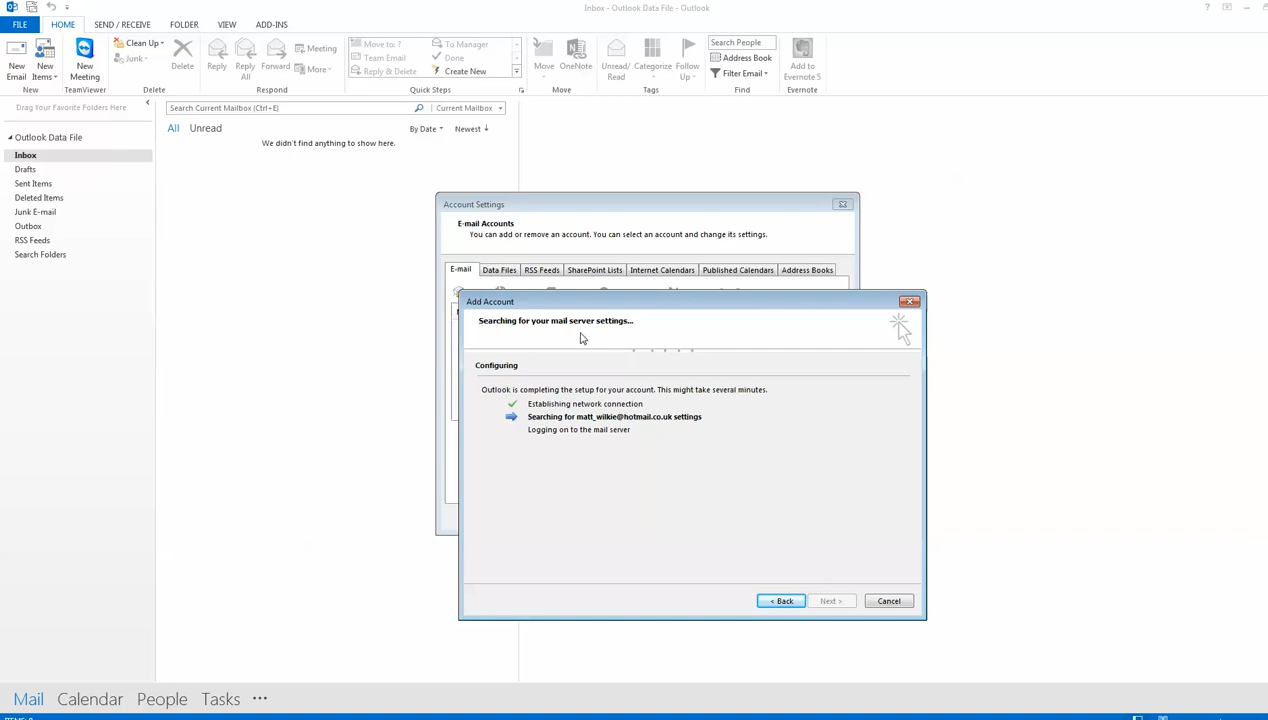 Inbox - Outlook Data File - Outlook
FILE HOME SEND / RECEIVE FOLDER VIEW ADD-INS
New Email
New Items
New Meeting
Clean Up
Junk
Delete
Reply
Reply All
Forward
Meeting
More
Move to: ?
Team Email
Reply & Delete
To Manager
Done
Create New
Move
OneNote
Unread/ Read
Categorize
Follow Up
Search People
Address Book
Filter Email
Add to Evernote 5
New
TeamViewer
Delete
Respond
Quick Steps
Move
Tags
Find
Evernote
Drag Your Favorite Folders Here
Search Current Mailbox (Ctrl+E)
Current Mailbox
All Unread
By Date Newest
We didn't find anything to show here.
Outlook Data File
Inbox
Drafts
Sent Items
Deleted Items
Junk E-mail
Outbox
RSS Feeds
Search Folders
Account Settings
E-mail Accounts
You can add or remove an account. You can select an account and change its settings.
E-mail Data Files RSS Feeds SharePoint Lists Internet Calendars Published Calendars Address Books
Add Account
Searching for your mail server settings...
Configuring
Outlook is completing the setup for your account. This might take several minutes.
Establishing network connection
Searching for matt_wilkie@hotmail.co.uk settings
Logging on to the mail server
< Back Next > Cancel
Mail Calendar People Tasks